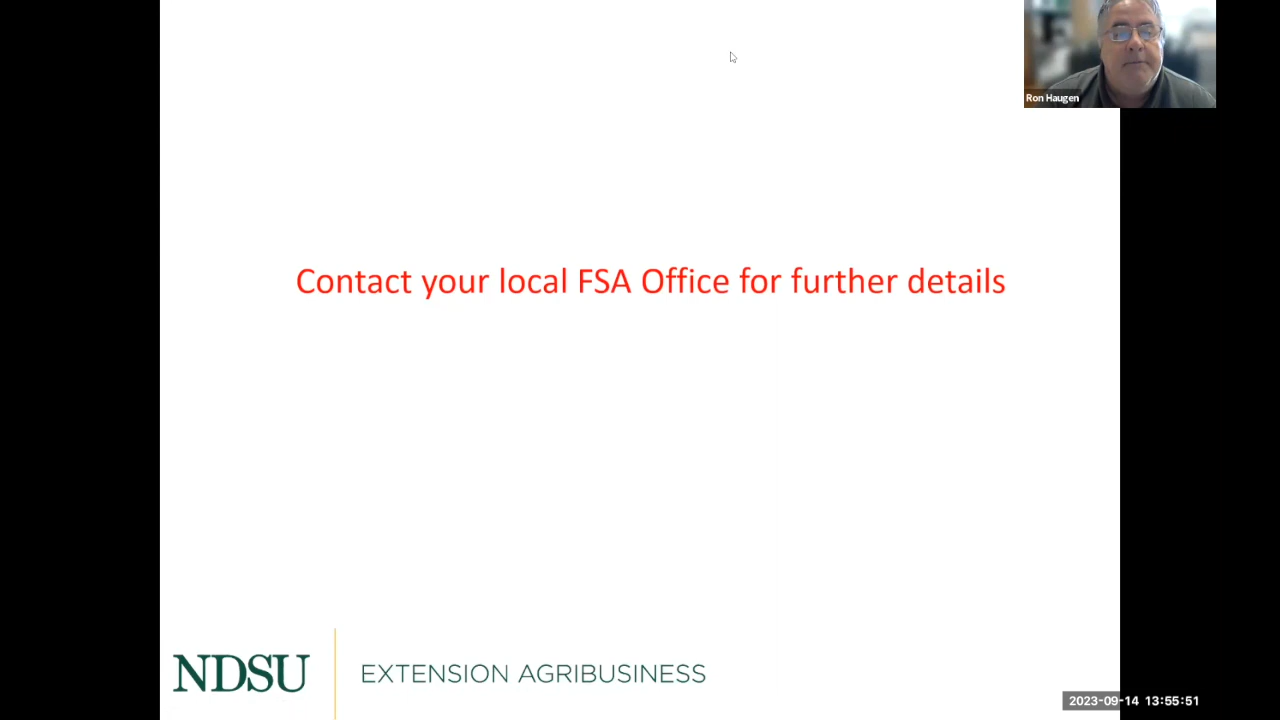 Ron Haugen
Contact your local FSA Office for further details
NDSU
EXTENSION AGRIBUSINESS
2023-09-14 13:55:51